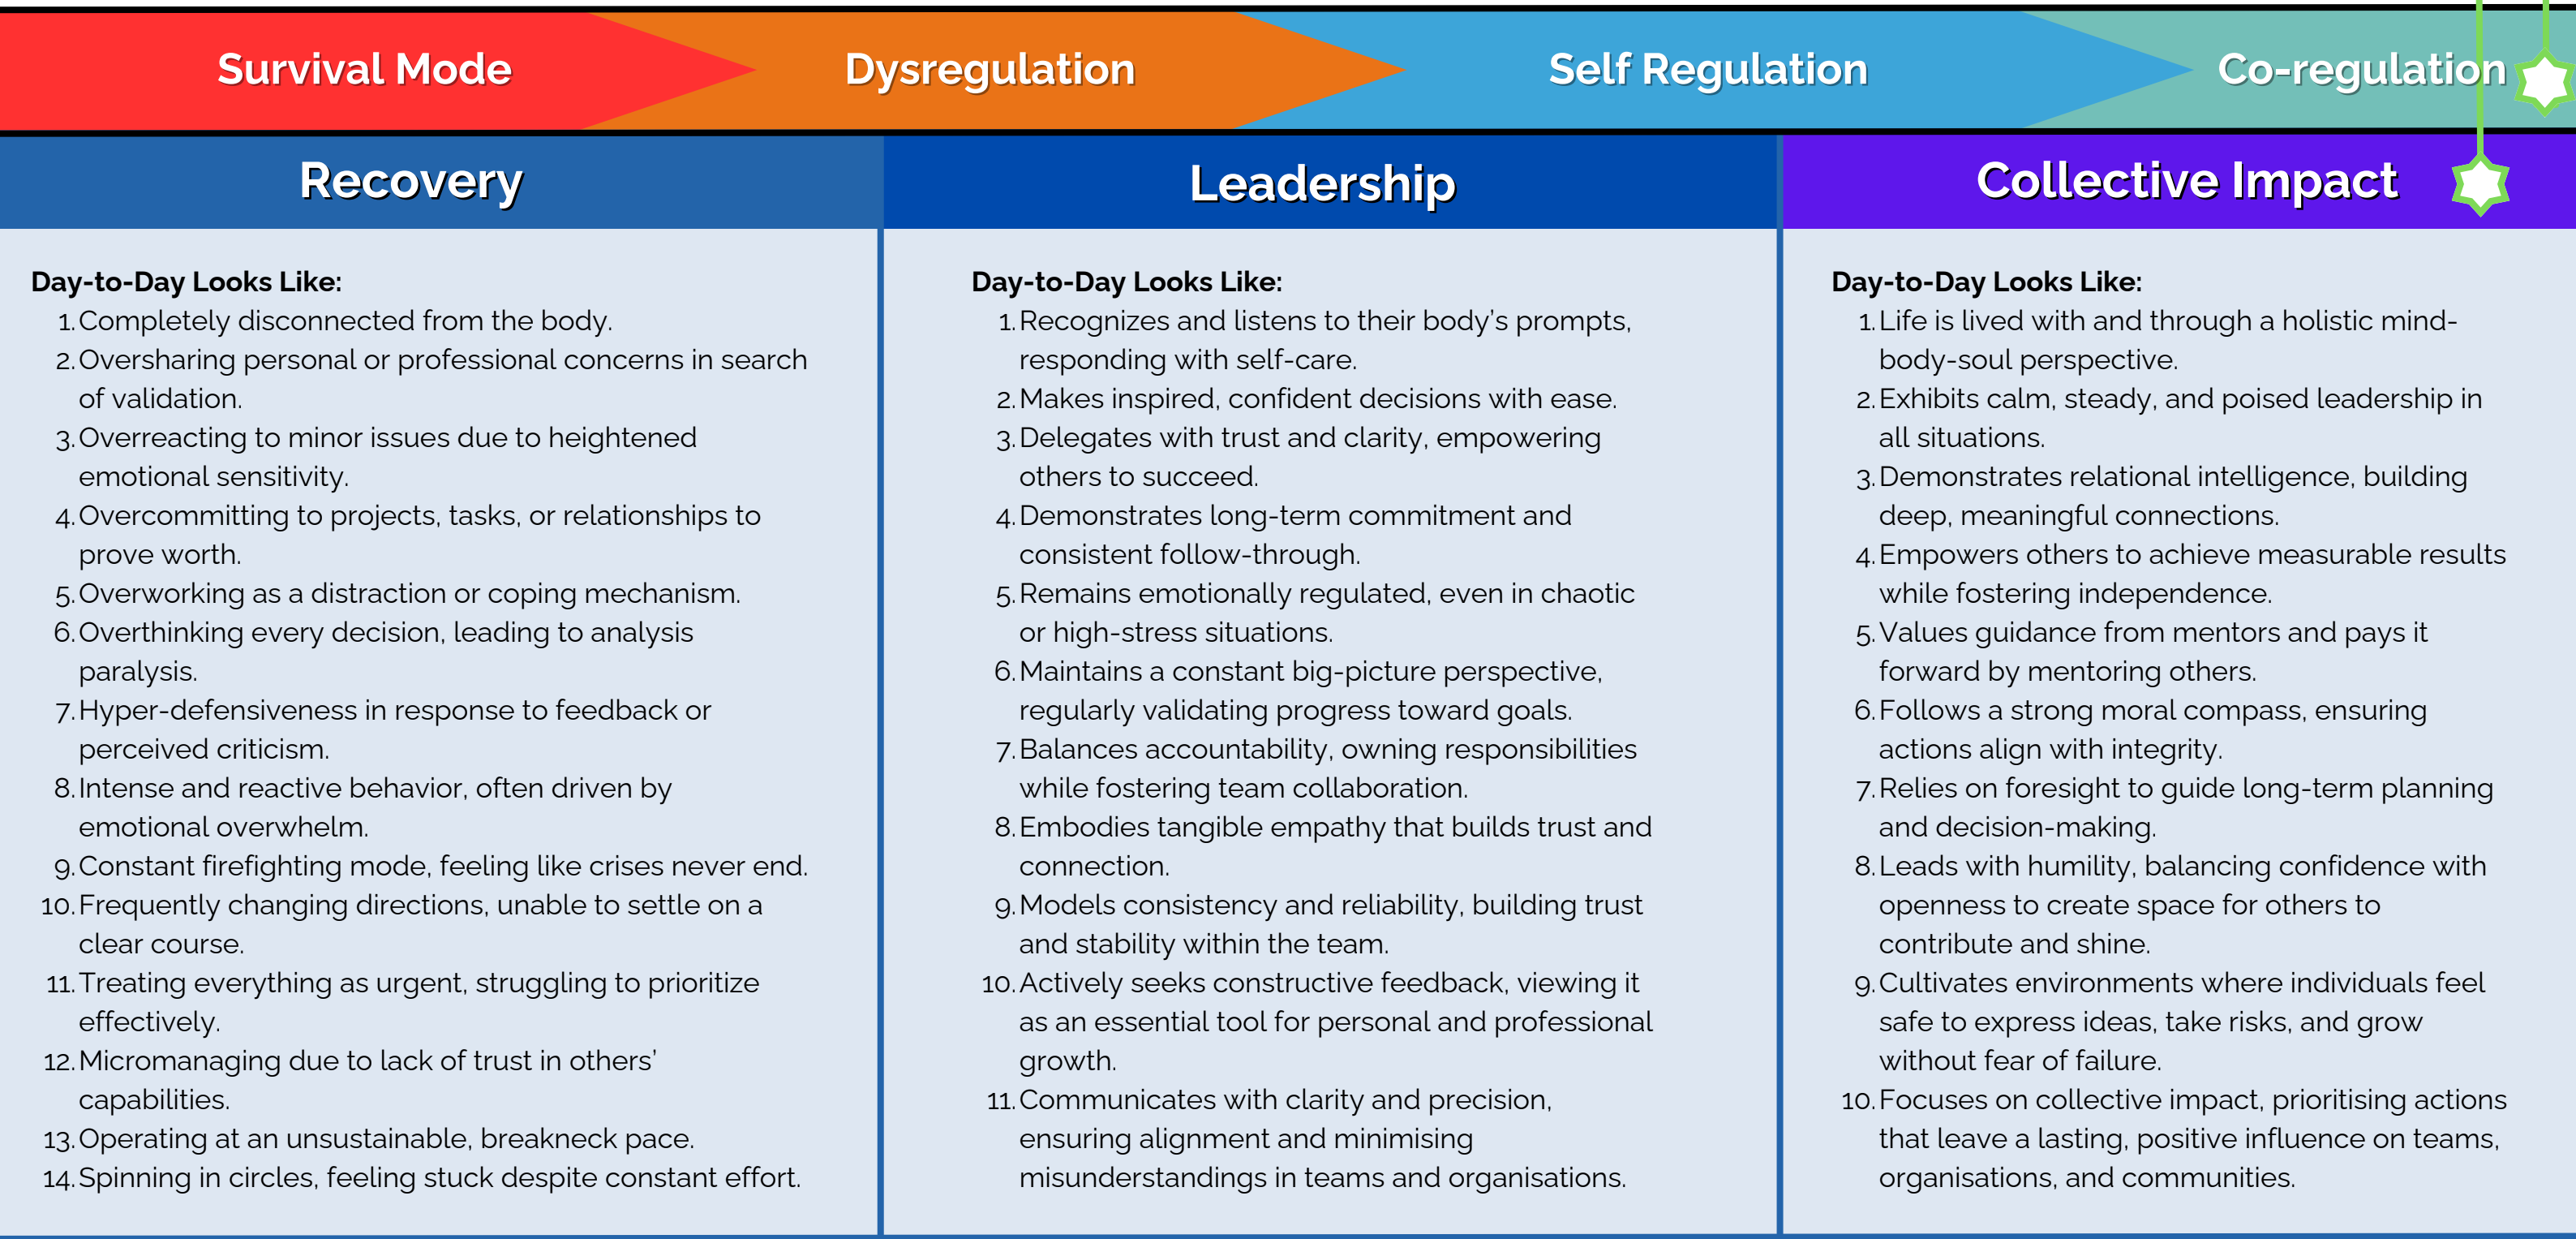 Survival Mode
Dysregulation
Self Regulation
Co-regulation
Recovery
Leadership
Collective Impact
Day-to-Day Looks Like:
1. Completely disconnected from the body.
2. Oversharing personal or professional concerns in search
of validation.
3. Overreacting to minor issues due to heightened
emotional sensitivity.
4. Overcommitting to projects, tasks, or relationships to
prove worth.
5. Overworking as a distraction or coping mechanism.
6. Overthinking every decision, leading to analysis
paralysis.
7. Hyper-defensiveness in response to feedback or
perceived criticism.
8. Intense and reactive behavior, often driven by
emotional overwhelm.
9. Constant firefighting mode, feeling like crises never end.
10. Frequently changing directions, unable to settle on a
clear course.
11. Treating everything as urgent, struggling to prioritize
effectively.
12. Micromanaging due to lack of trust in others’
capabilities.
13. Operating at an unsustainable, breakneck pace.
14. Spinning in circles, feeling stuck despite constant effort.
Day-to-Day Looks Like:
1. Recognizes and listens to their body’s prompts,
responding with self-care.
2. Makes inspired, confident decisions with ease.
3. Delegates with trust and clarity, empowering
others to succeed.
4. Demonstrates long-term commitment and
consistent follow-through.
5. Remains emotionally regulated, even in chaotic
or high-stress situations.
6. Maintains a constant big-picture perspective,
regularly validating progress toward goals.
7. Balances accountability, owning responsibilities
while fostering team collaboration.
8. Embodies tangible empathy that builds trust and
connection.
9. Models consistency and reliability, building trust
and stability within the team.
10. Actively seeks constructive feedback, viewing it
as an essential tool for personal and professional
growth.
11. Communicates with clarity and precision,
ensuring alignment and minimising
misunderstandings in teams and organisations.
Day-to-Day Looks Like:
1. Life is lived with and through a holistic mind-
body-soul perspective.
2. Exhibits calm, steady, and poised leadership in
all situations.
3. Demonstrates relational intelligence, building
deep, meaningful connections.
4. Empowers others to achieve measurable results
while fostering independence.
5. Values guidance from mentors and pays it
forward by mentoring others.
6. Follows a strong moral compass, ensuring
actions align with integrity.
7. Relies on foresight to guide long-term planning
and decision-making.
8. Leads with humility, balancing confidence with
openness to create space for others to
contribute and shine.
9. Cultivates environments where individuals feel
safe to express ideas, take risks, and grow
without fear of failure.
10. Focuses on collective impact, prioritising actions
that leave a lasting, positive influence on teams,
organisations, and communities.